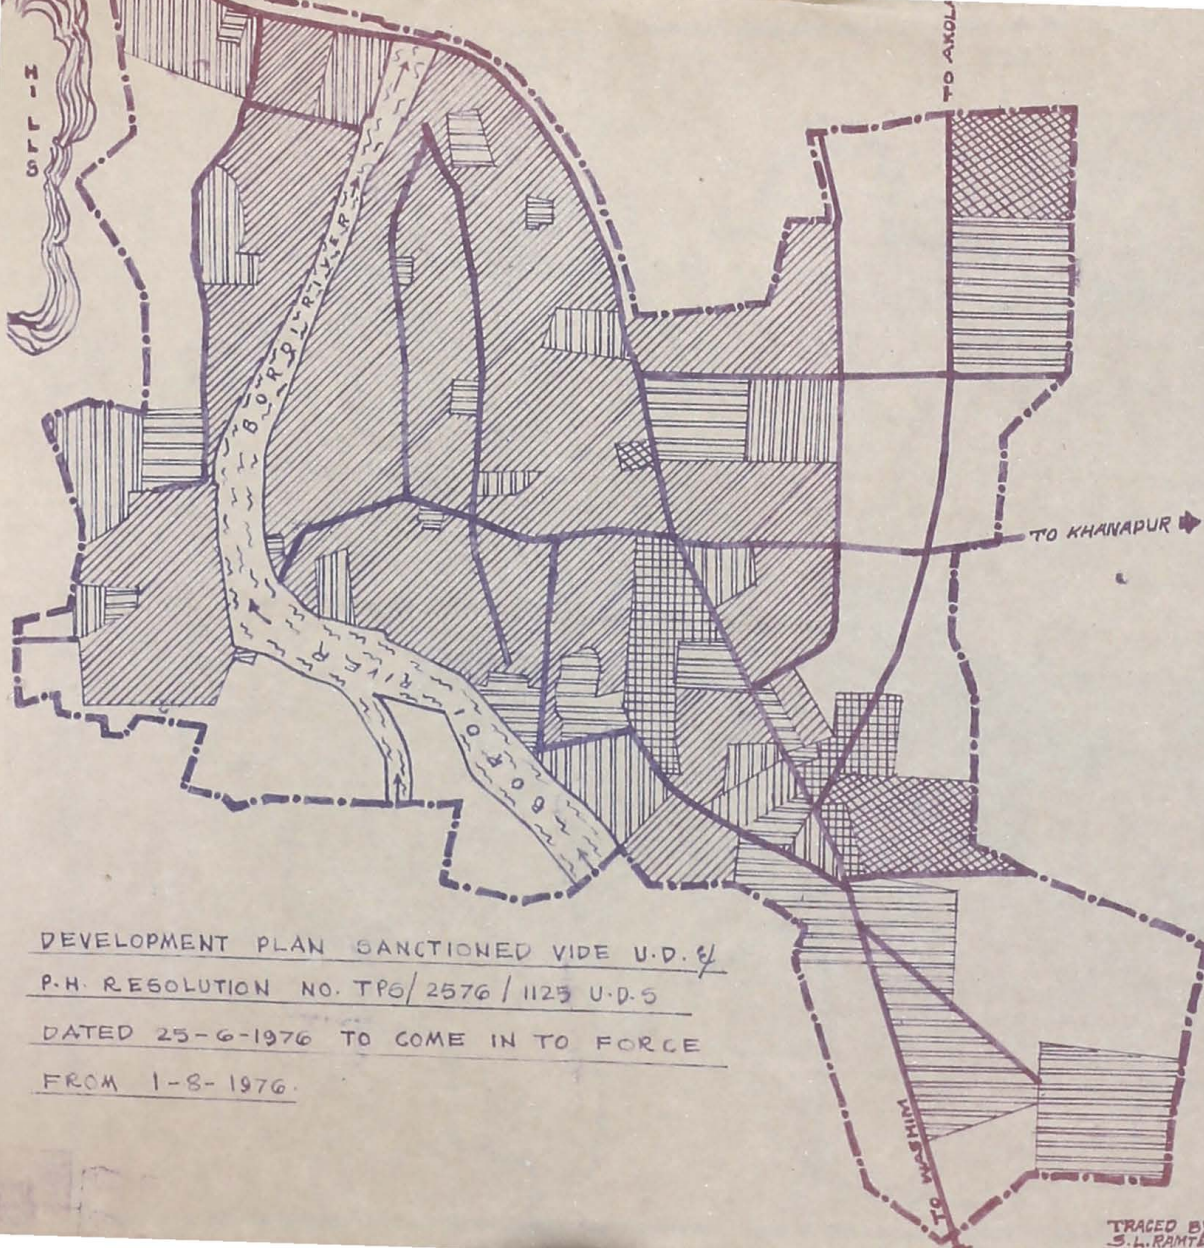 TO AKOLA
HILLS
BORDI RIVER
TO KHANAPUR
RIVER
BORDI
DEVELOPMENT PLAN SANCTIONED VIDE U.D. &
P.H. RESOLUTION NO. TPS/2576/1125 U.D.5
DATED 25-6-1976 TO COME IN TO FORCE
FROM 1-8-1976.
TO WASHIM
TRACED B
S.L.RAMT